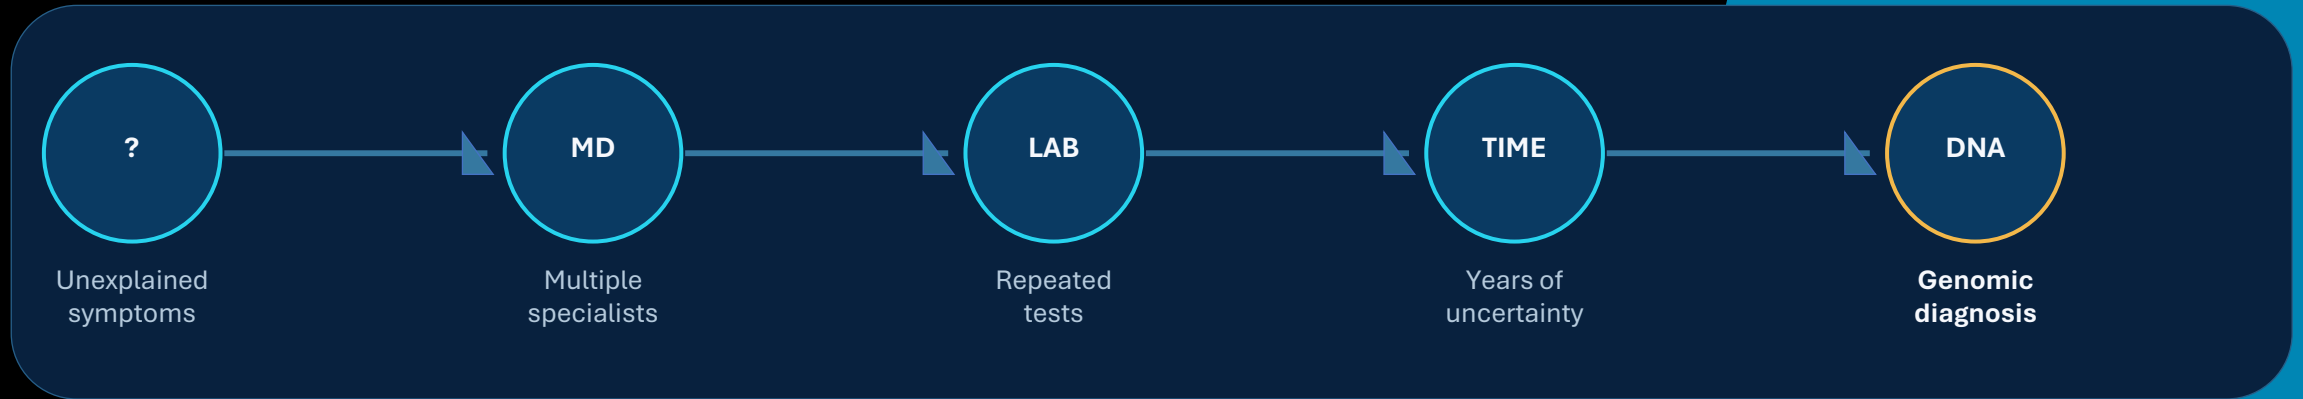 ?
MD
LAB
TIME
DNA
Unexplained
symptoms
Multiple
specialists
Repeated
tests
Years of
uncertainty
Genomic
diagnosis